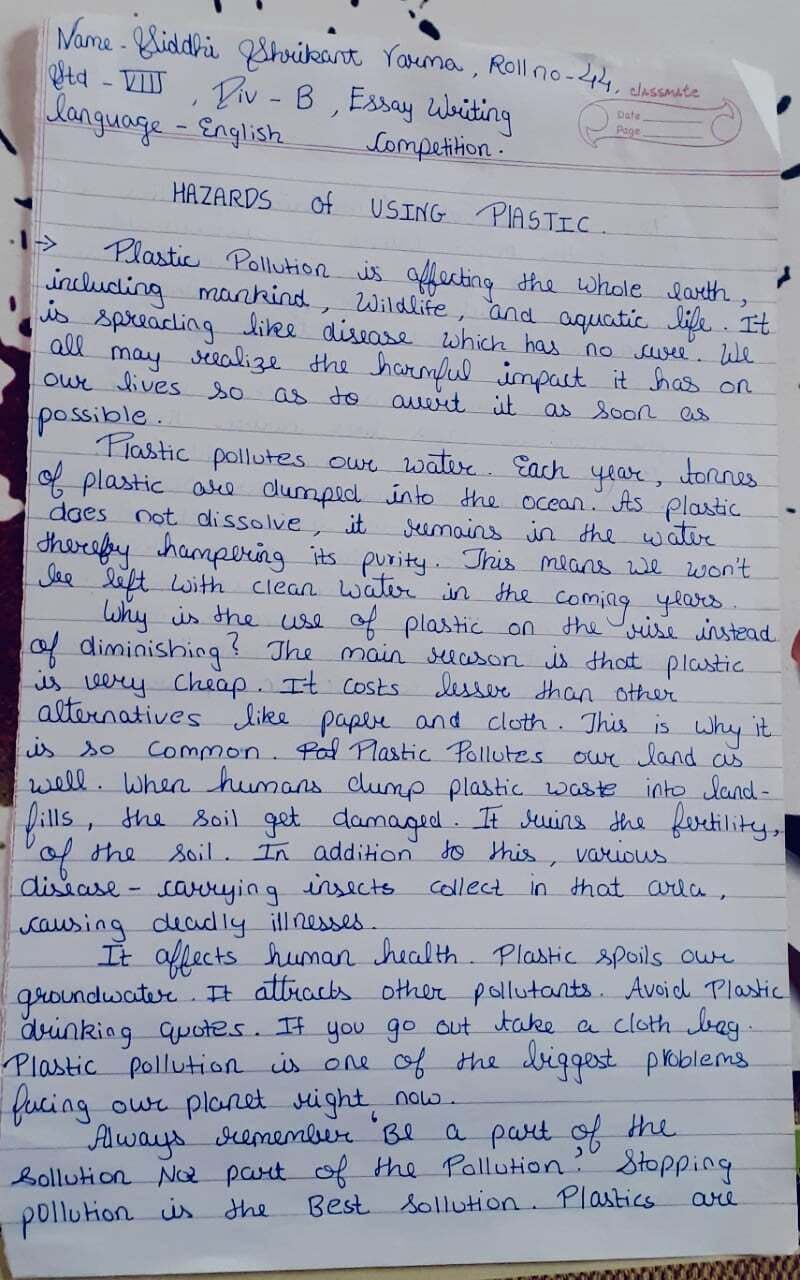 Name - Siddhi Shrikant Varma, Roll no - 44,
Std - VIII, Div - B, Essay Writing
language - English Competition.
classmate
Date
Page
HAZARDS of USING PlASTIC.
→ Plastic Pollution is affecting the whole earth,
including mankind, wildlife, and aquatic life. It
is spreading like disease which has no cure. We
all may realize the harmful impact it has on
our lives so as to avert it as soon as
possible.
Plastic pollutes our water. Each year, tonnes
of plastic are dumped into the ocean. As plastic
does not dissolve, it remains in the water
thereby hampering its purity. This means we won't
be left with clean water in the coming years.
Why is the use of plastic on the rise instead
of diminishing? The main reason is that plastic
is very cheap. It costs lesser than other
alternatives like paper and cloth. This is why it
is so common. Plastic Pollutes our land as
well. When humans dump plastic waste into land-
fills, the soil get damaged. It ruins the fertility,
of the soil. In addition to this, various
disease - carrying insects collect in that area,
causing deadly illnesses.
It affects human health. Plastic spoils our
groundwater. It attracts other pollutants. Avoid Plastic
drinking quotes. If you go out take a cloth bag.
Plastic pollution is one of the biggest problems
facing our planet right now.
Always remember 'Be a part of the
Sollution Not part of the Pollution'. Stopping
pollution is the Best Sollution. Plastics are